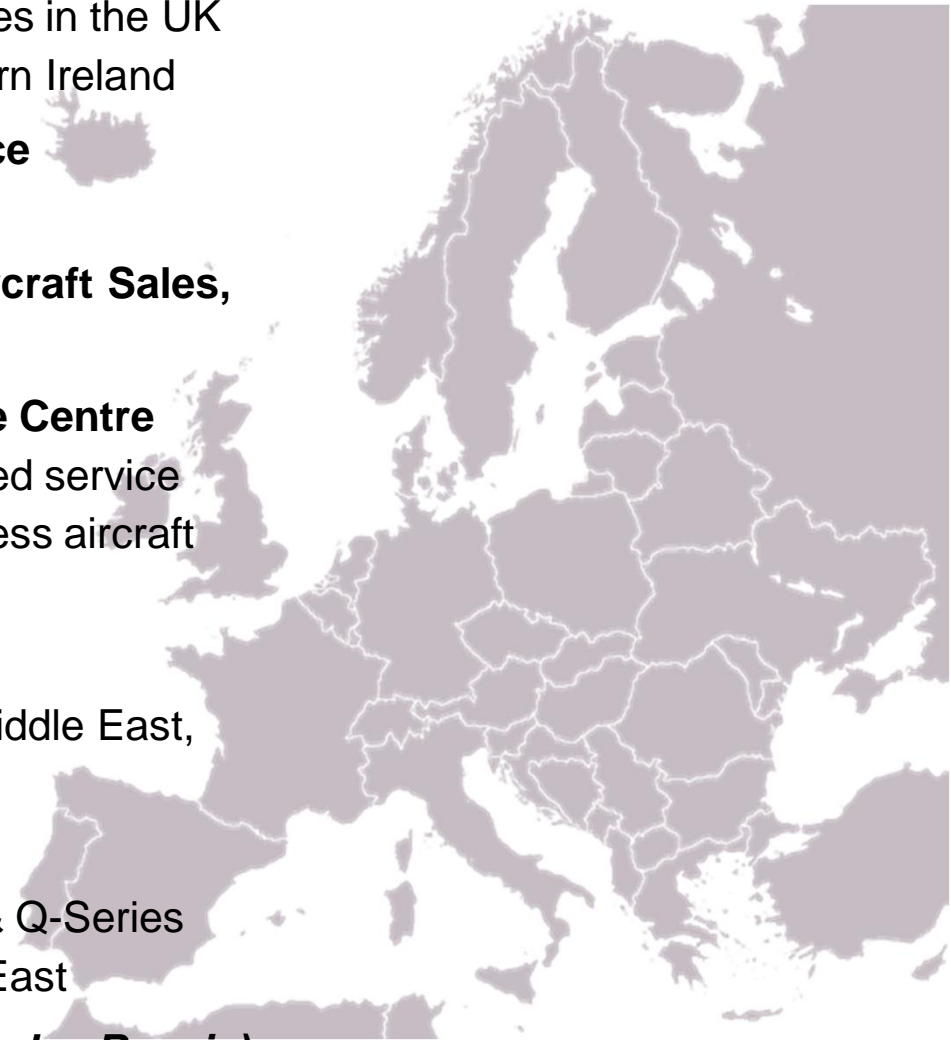 es in the UK
rn Ireland
ce
craft Sales,
e Centre
ed service
ess aircraft
iddle East,
& Q-Series
East